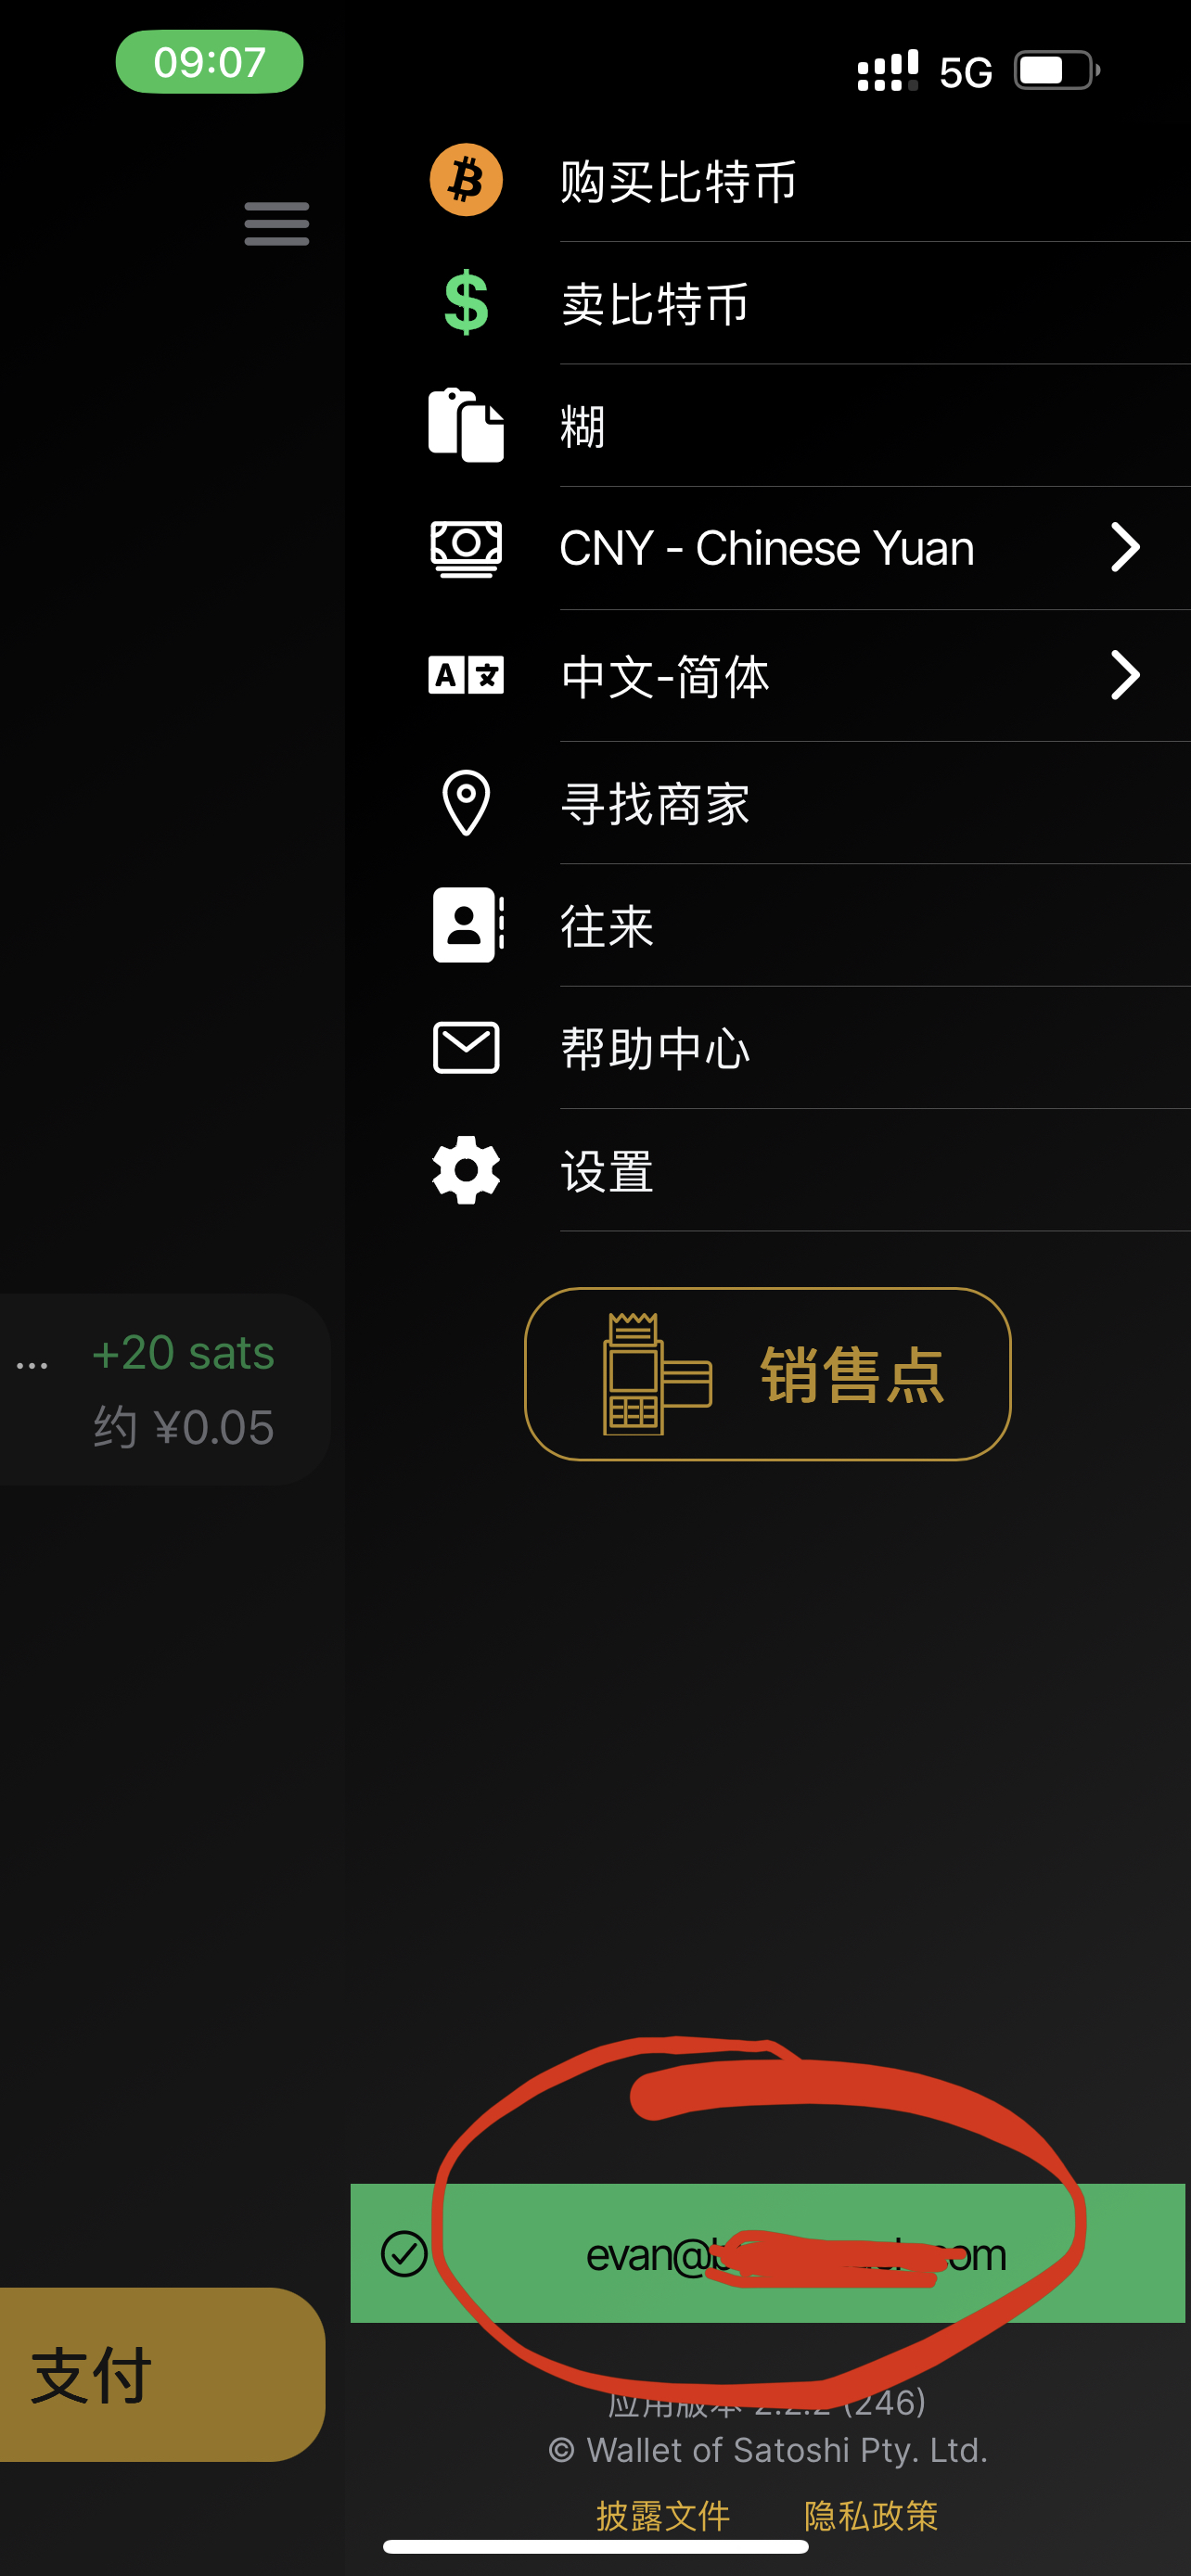 09:07
5G
购买比特币
卖比特币
糊
CNY - Chinese Yuan
中文-简体
寻找商家
往来
帮助中心
设置
... +20 sats
约 ¥0.05
销售点
支付
evan@
应用版本 2.2.2 (246)
© Wallet of Satoshi Pty. Ltd.
披露文件 隐私政策